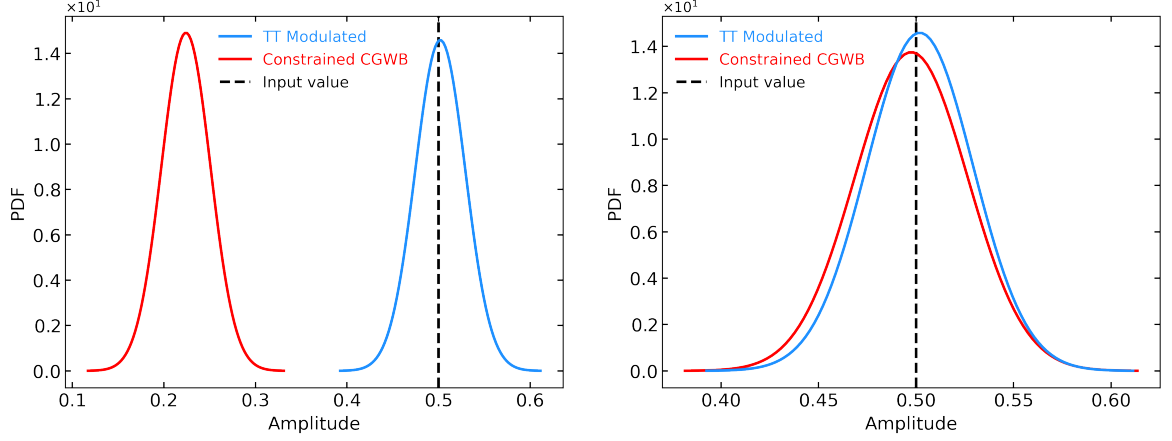 ×10¹
TT Modulated
Constrained CGWB
Input value
PDF
1.4
1.2
1.0
0.8
0.6
0.4
0.2
0.0
0.1 0.2 0.3 0.4 0.5 0.6
Amplitude
×10¹
TT Modulated
Constrained CGWB
Input value
PDF
1.4
1.2
1.0
0.8
0.6
0.4
0.2
0.0
0.40 0.45 0.50 0.55 0.60
Amplitude